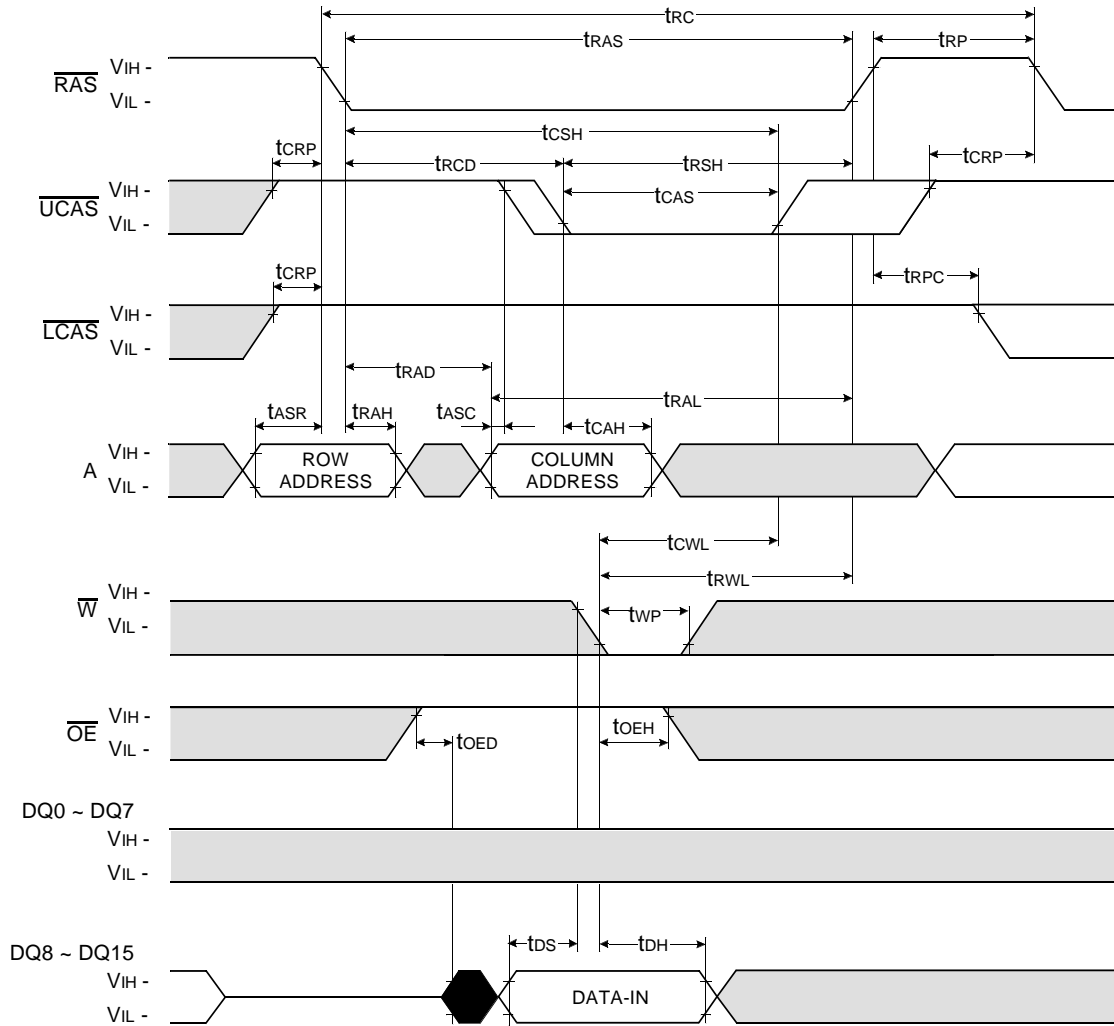 tRC
tRAS
tRP
RAS
VIH -
VIL -
tCSH
tCRP
tRCD
tRSH
tCRP
UCAS
VIH -
VIL -
tCAS
tCRP
tRPC
LCAS
VIH -
VIL -
tRAD
tRAL
tASR
tRAH
tASC
tCAH
A
VIH -
VIL -
ROW
ADDRESS
COLUMN
ADDRESS
tCWL
tRWL
W
VIH -
VIL -
tWP
OE
VIH -
VIL -
tOED
tOEH
DQ0 ~ DQ7
VIH -
VIL -
tDS
tDH
DQ8 ~ DQ15
VIH -
VIL -
DATA-IN